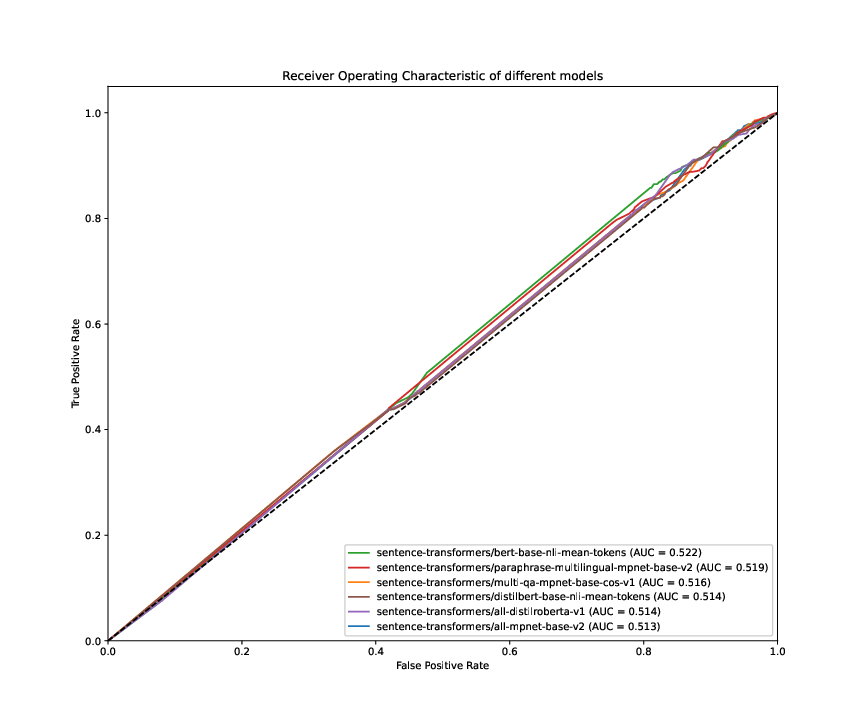 Receiver Operating Characteristic of different models
True Positive Rate
1.0
0.8
0.6
0.4
0.2
0.0
sentence-transformers/bert-base-nli-mean-tokens (AUC = 0.522)
sentence-transformers/paraphrase-multilingual-mpnet-base-v2 (AUC = 0.519)
sentence-transformers/multi-qa-mpnet-base-cos-v1 (AUC = 0.516)
sentence-transformers/distilbert-base-nli-mean-tokens (AUC = 0.514)
sentence-transformers/all-distilroberta-v1 (AUC = 0.514)
sentence-transformers/all-mpnet-base-v2 (AUC = 0.513)
0.0 0.2 0.4 0.6 0.8 1.0
False Positive Rate